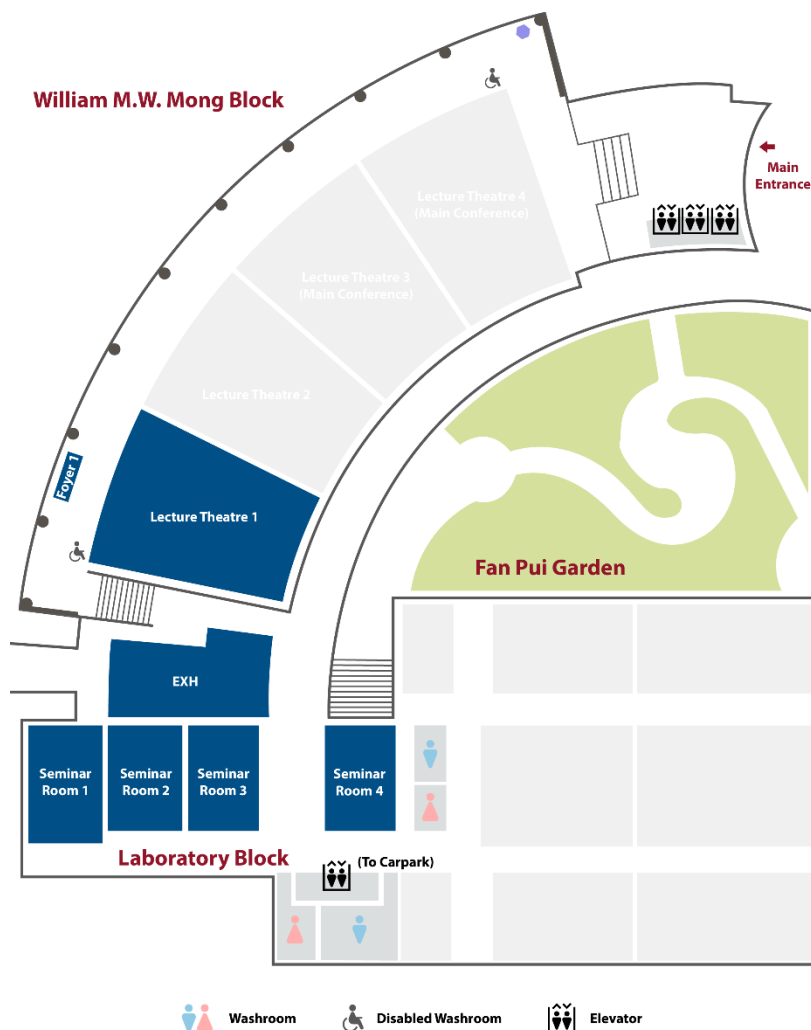 William M.W. Mong Block
Main
Entrance
Lecture Theatre 4
(Main Conference)
Lecture Theatre 3
(Main Conference)
Lecture Theatre 2
Foyer 1
Lecture Theatre 1
Fan Pui Garden
EXH
Seminar
Room 1
Seminar
Room 2
Seminar
Room 3
Seminar
Room 4
Laboratory Block
(To Carpark)
Washroom
Disabled Washroom
Elevator